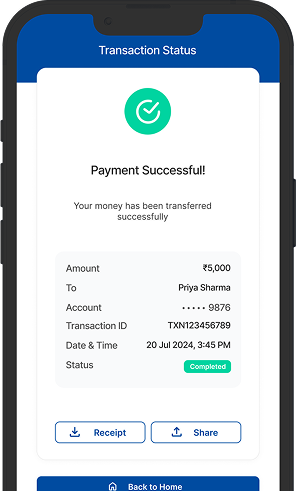 Transaction Status
Payment Successful!
Your money has been transferred
successfully
Amount ₹5,000
To Priya Sharma
Account ••••• 9876
Transaction ID TXN123456789
Date & Time 20 Jul 2024, 3:45 PM
Status Completed
Receipt Share
Back to Home